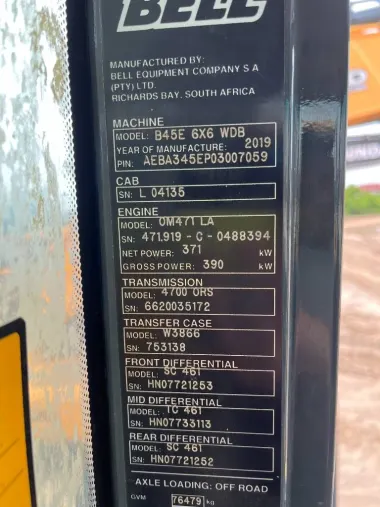 BELL
MANUFACTURED BY:
BELL EQUIPMENT COMPANY S A
(PTY) LTD.
RICHARDS BAY, SOUTH AFRICA
MACHINE
MODEL: B45E 6X6 WDB
YEAR OF MANUFACTURE: 2019
PIN: AEBA345EP03007059
CAB
SN: L 04135
ENGINE
MODEL: OM471 LA
SN: 471.919 - C - 0488394
NET POWER: 371 kW
GROSS POWER: 390 kW
TRANSMISSION
MODEL: 4700 ORS
SN: 6620035172
TRANSFER CASE
MODEL: W3866
SN: 753138
FRONT DIFFERENTIAL
MODEL: SC 461
SN: HN07721253
MID DIFFERENTIAL
MODEL: TC 461
SN: HN07733113
REAR DIFFERENTIAL
MODEL: SC 461
SN: HN07721252
AXLE LOADING: OFF ROAD
GVM 76479 kg